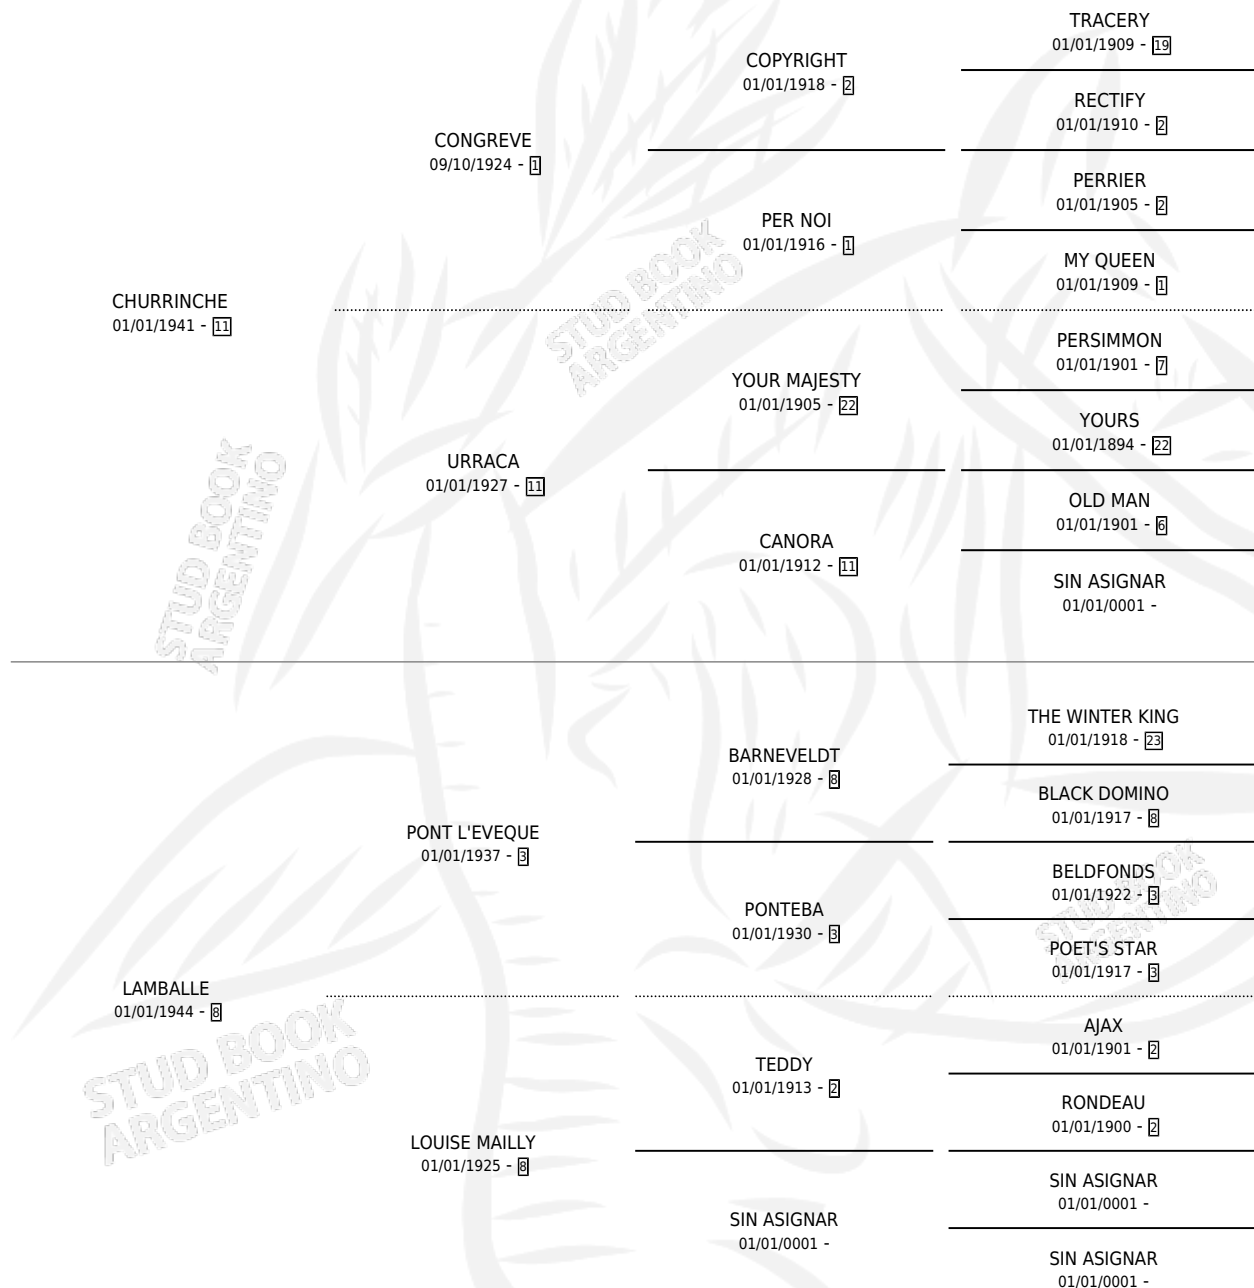 TRACERY
01/01/1909 - 19
COPYRIGHT
01/01/1918 - 2
RECTIFY
01/01/1910 - 2
CONGREVE
09/10/1924 - 1
PERRIER
01/01/1905 - 2
PER NOI
01/01/1916 - 1
MY QUEEN
01/01/1909 - 1
CHURRINCHE
01/01/1941 - 11
STUD BOOK
ARGENTINO
PERSIMMON
01/01/1901 - 7
YOUR MAJESTY
01/01/1905 - 22
YOURS
01/01/1894 - 22
URRACA
01/01/1927 - 11
OLD MAN
01/01/1901 - 6
CANORA
01/01/1912 - 11
SIN ASIGNAR
01/01/0001 -
STUD BOOK
ARGENTINO
THE WINTER KING
01/01/1918 - 23
BARNEVELDT
01/01/1928 - 8
BLACK DOMINO
01/01/1917 - 8
PONT L'EVEQUE
01/01/1937 - 3
BELDFONDS
01/01/1922 - 3
PONTEBA
01/01/1930 - 3
POET'S STAR
01/01/1917 - 3
STUD BOOK
ARGENTINO
LAMBALLE
01/01/1944 - 8
AJAX
01/01/1901 - 2
TEDDY
01/01/1913 - 2
RONDEAU
01/01/1900 - 2
STUD BOOK
ARGENTINO
LOUISE MAILLY
01/01/1925 - 8
SIN ASIGNAR
01/01/0001 -
SIN ASIGNAR
01/01/0001 -
SIN ASIGNAR
01/01/0001 -